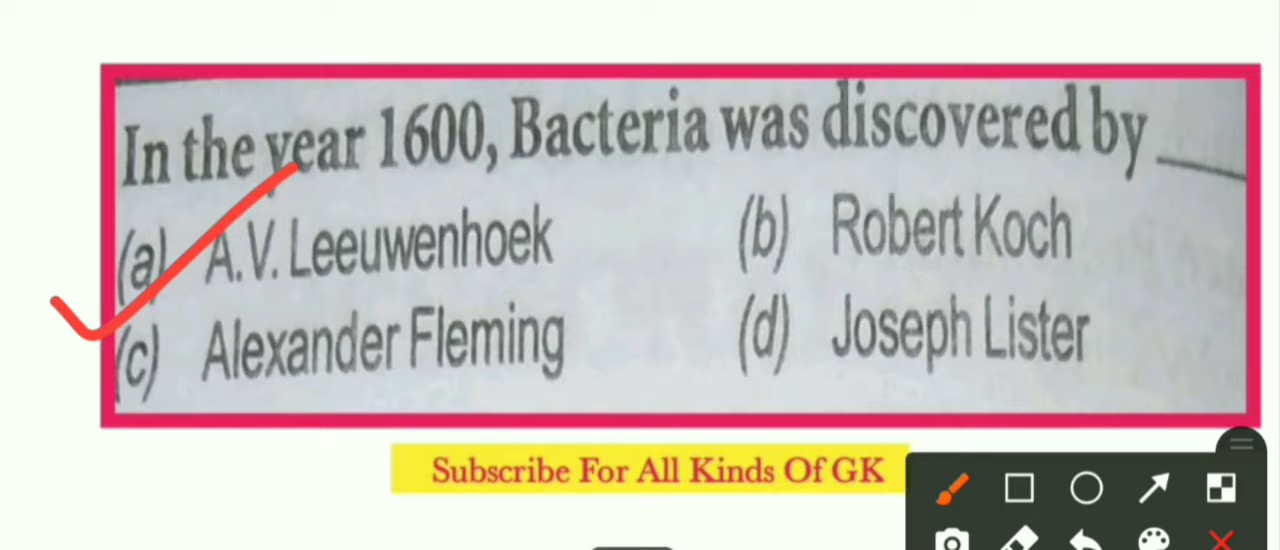 In the year 1600, Bacteria was discovered by ____
(a) A.V. Leeuwenhoek (b) Robert Koch
(c) Alexander Fleming (d) Joseph Lister
Subscribe For All Kinds Of GK